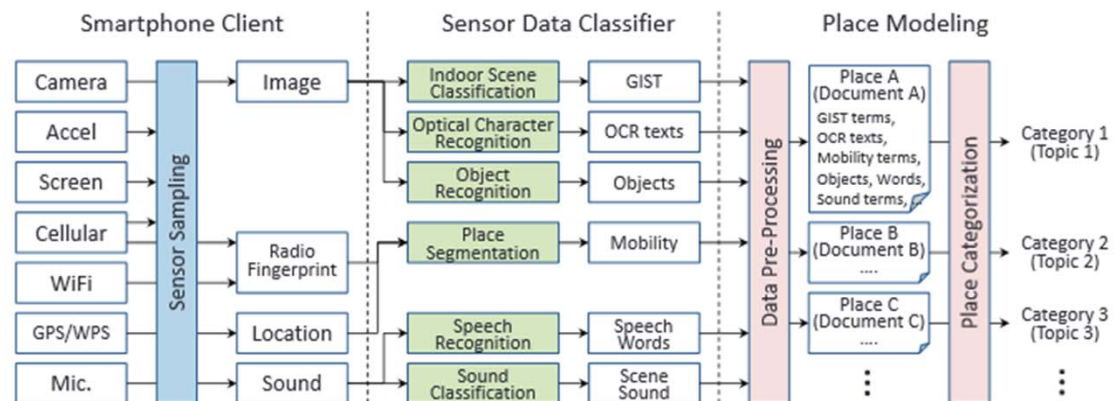 Smartphone Client
Sensor Data Classifier
Place Modeling
Camera
Accel
Screen
Cellular
WiFi
GPS/WPS
Mic.
Sensor Sampling
Image
Radio
Fingerprint
Location
Sound
Indoor Scene
Classification
Optical Character
Recognition
Object
Recognition
Place
Segmentation
Speech
Recognition
Sound
Classification
GIST
OCR texts
Objects
Mobility
Speech
Words
Scene
Sound
Data Pre-Processing
Place A
(Document A)
GIST terms,
OCR texts,
Mobility terms,
Objects, Words,
Sound terms, ..
Place B
(Document B)
....
Place C
(Document C)
....
Place Categorization
Category 1
(Topic 1)
Category 2
(Topic 2)
Category 3
(Topic 3)